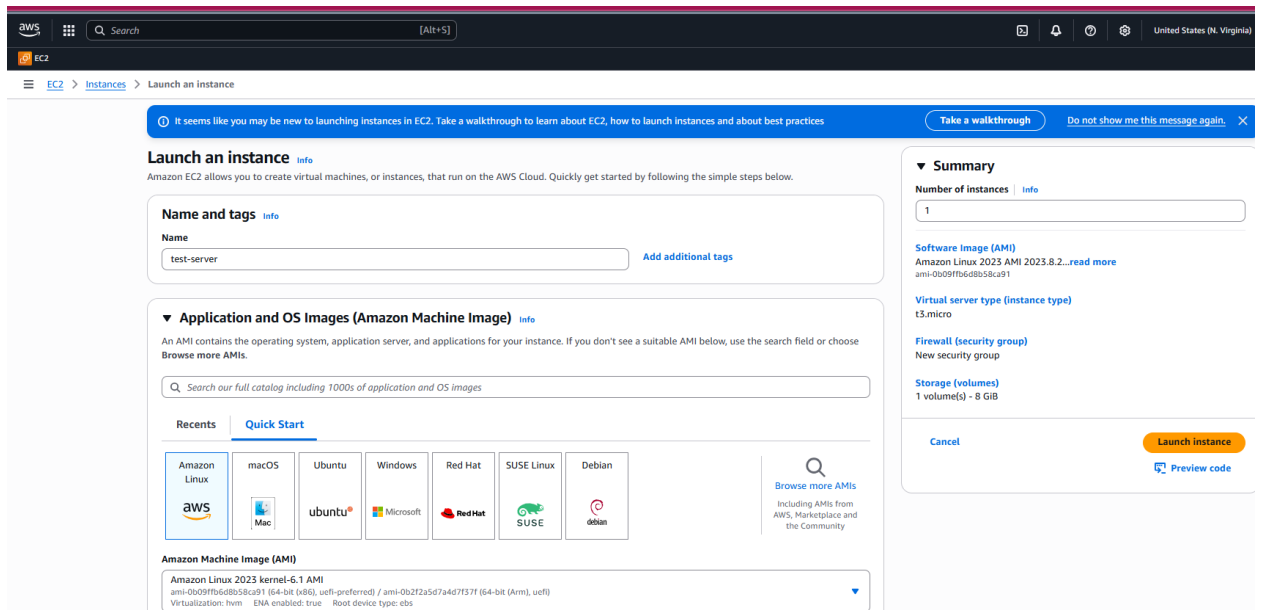 aws
Search [Alt+S]
United States (N. Virginia)
EC2
EC2 > Instances > Launch an instance
It seems like you may be new to launching instances in EC2. Take a walkthrough to learn about EC2, how to launch instances and about best practices
Take a walkthrough
Do not show me this message again.
Launch an instance Info
Amazon EC2 allows you to create virtual machines, or instances, that run on the AWS Cloud. Quickly get started by following the simple steps below.
Name and tags Info
Name
test-server
Add additional tags
Application and OS Images (Amazon Machine Image) Info
An AMI contains the operating system, application server, and applications for your instance. If you don't see a suitable AMI below, use the search field or choose
Browse more AMIs.
Search our full catalog including 1000s of application and OS images
Recents
Quick Start
Amazon
Linux
aws
macOS
Mac
Ubuntu
ubuntu
Windows
Microsoft
Red Hat
Red Hat
SUSE Linux
SUSE
Debian
debian
Browse more AMIs
Including AMIs from
AWS, Marketplace and
the Community
Amazon Machine Image (AMI)
Amazon Linux 2023 kernel-6.1 AMI
ami-0b09ffb6d8b58ca91 (64-bit (x86), uefi-preferred) / ami-0b2f2a5d7a4d7f37f (64-bit (Arm), uefi)
Virtualization: hvm ENA enabled: true Root device type: ebs
Summary
Number of instances Info
1
Software Image (AMI)
Amazon Linux 2023 AMI 2023.8.2...read more
ami-0b09ffb6d8b58ca91
Virtual server type (instance type)
t3.micro
Firewall (security group)
New security group
Storage (volumes)
1 volume(s) - 8 GiB
Cancel
Launch instance
Preview code